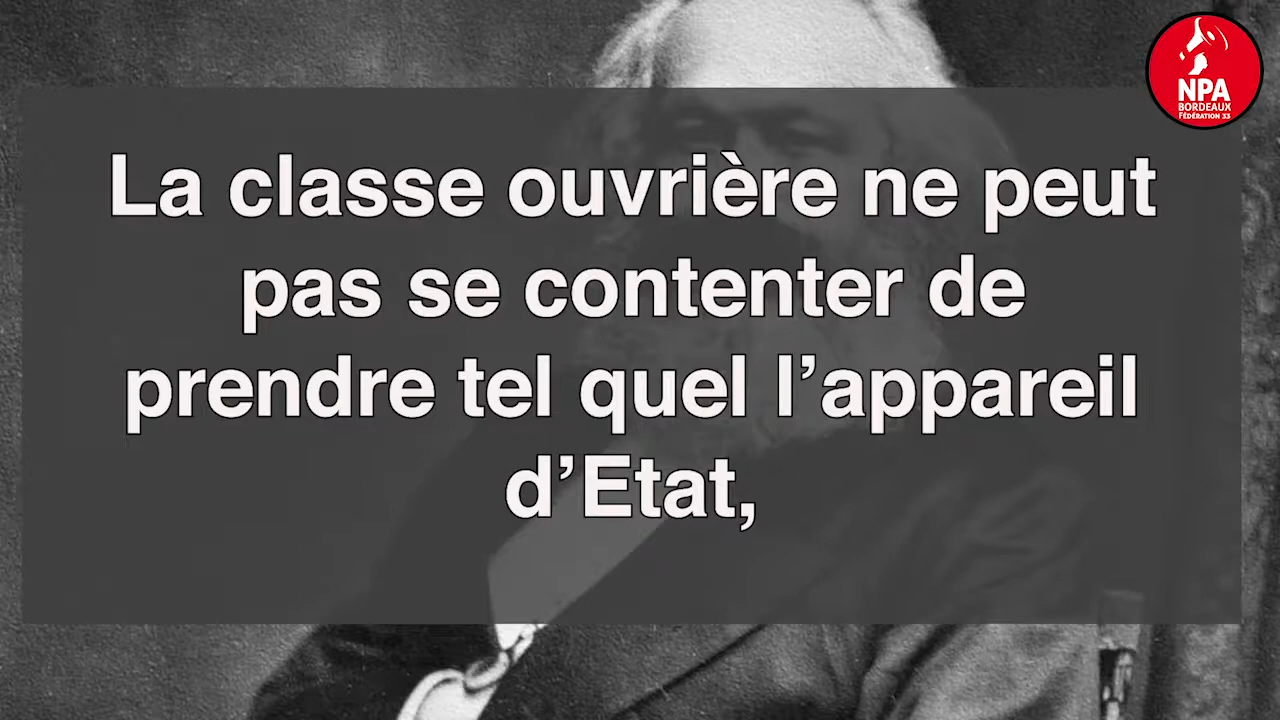 NPA
BORDEAUX
FÉDÉRATION 33
La classe ouvrière ne peut
pas se contenter de
prendre tel quel l’appareil
d’Etat,